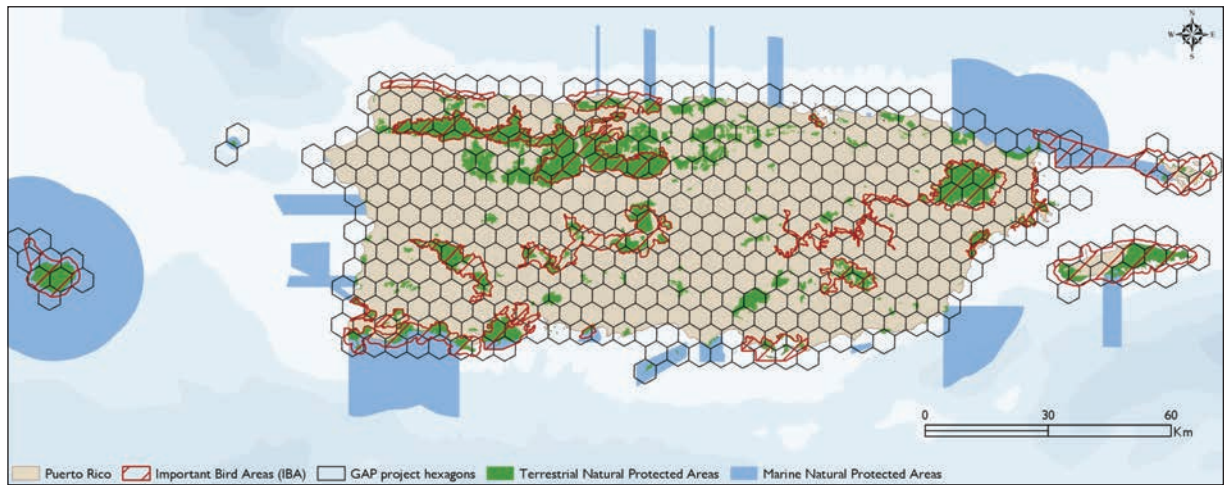 N
W E
S
0 30 60
Km
Puerto Rico Important Bird Areas (IBA) GAP project hexagons Terrestrial Natural Protected Areas Marine Natural Protected Areas